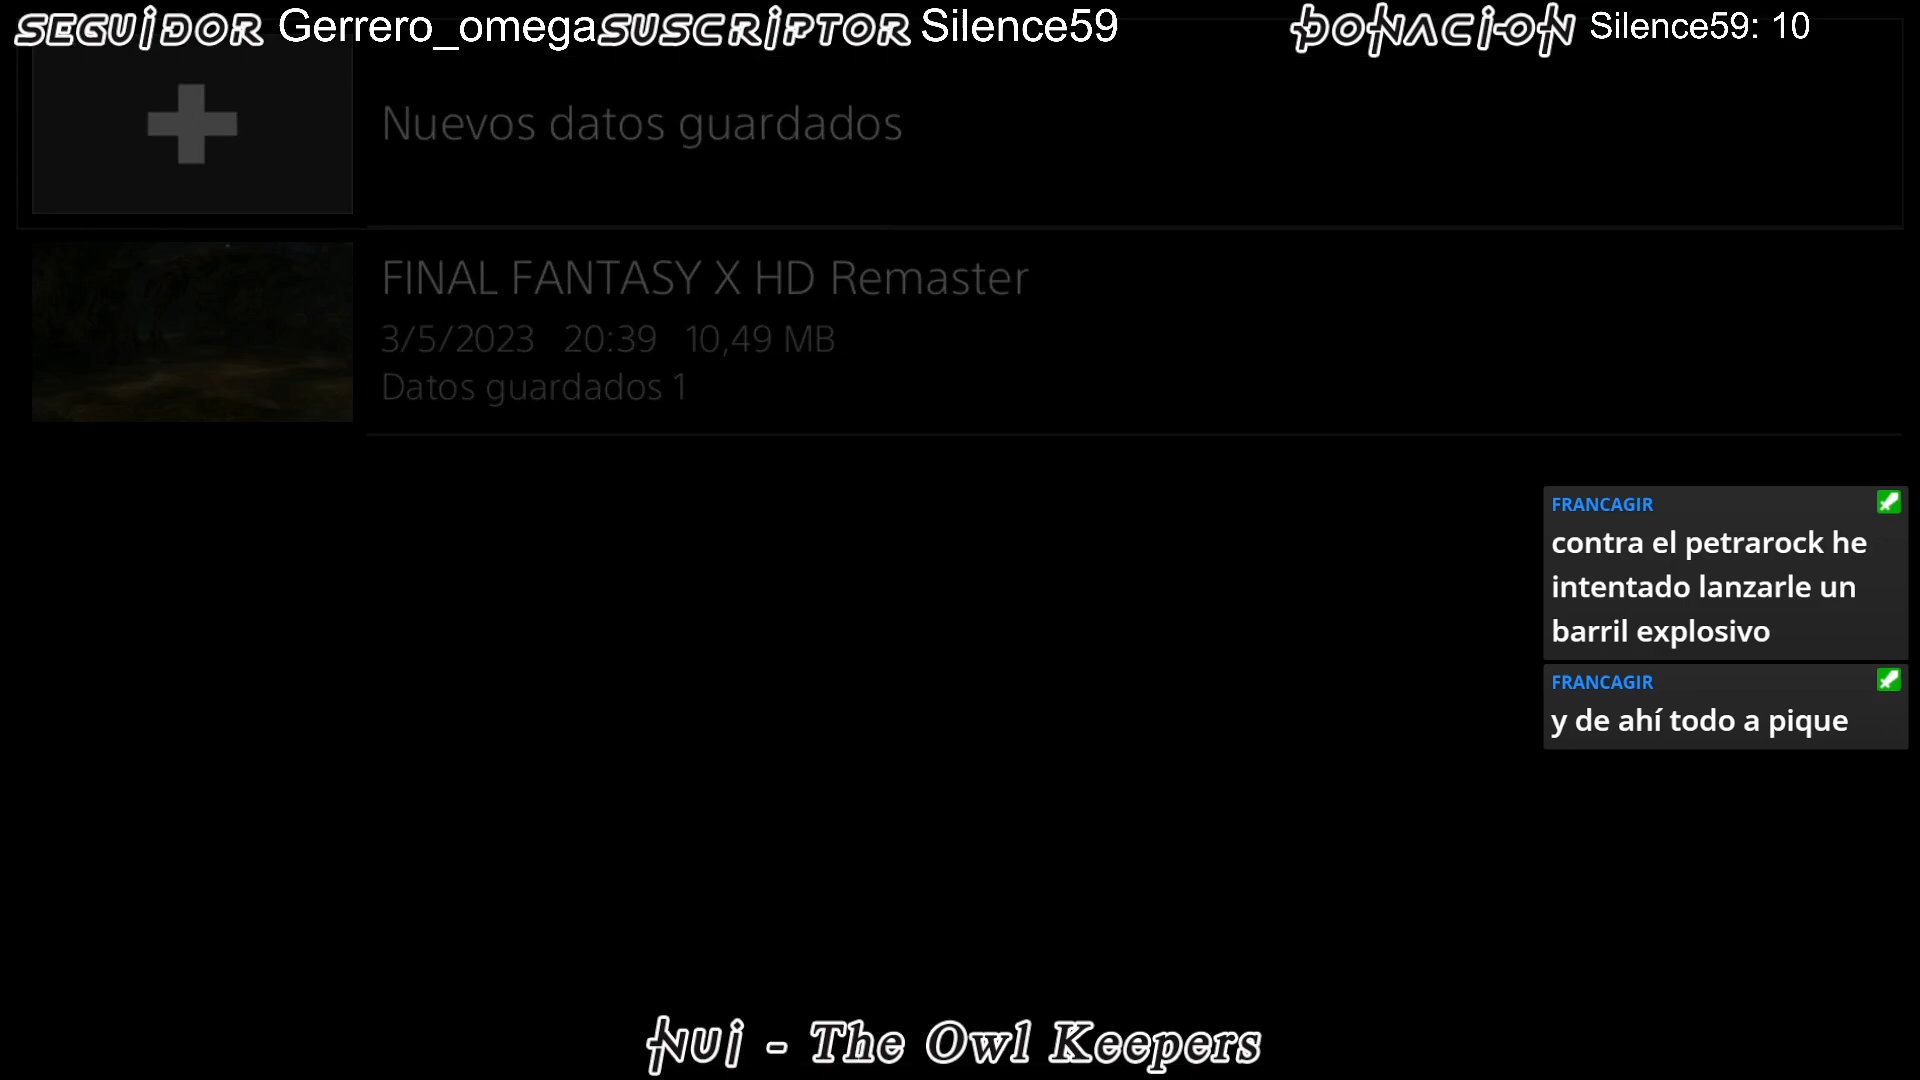 SEGUIDOR Gerrero_omega SUSCRIPTOR Silence59 DONACION Silence59: 10
Nuevos datos guardados
FINAL FANTASY X HD Remaster
3/5/2023 20:39 10,49 MB
Datos guardados 1
FRANCAGIR
contra el petrarock he
intentado lanzarle un
barril explosivo
FRANCAGIR
y de ahí todo a pique
Nui - The Owl Keepers